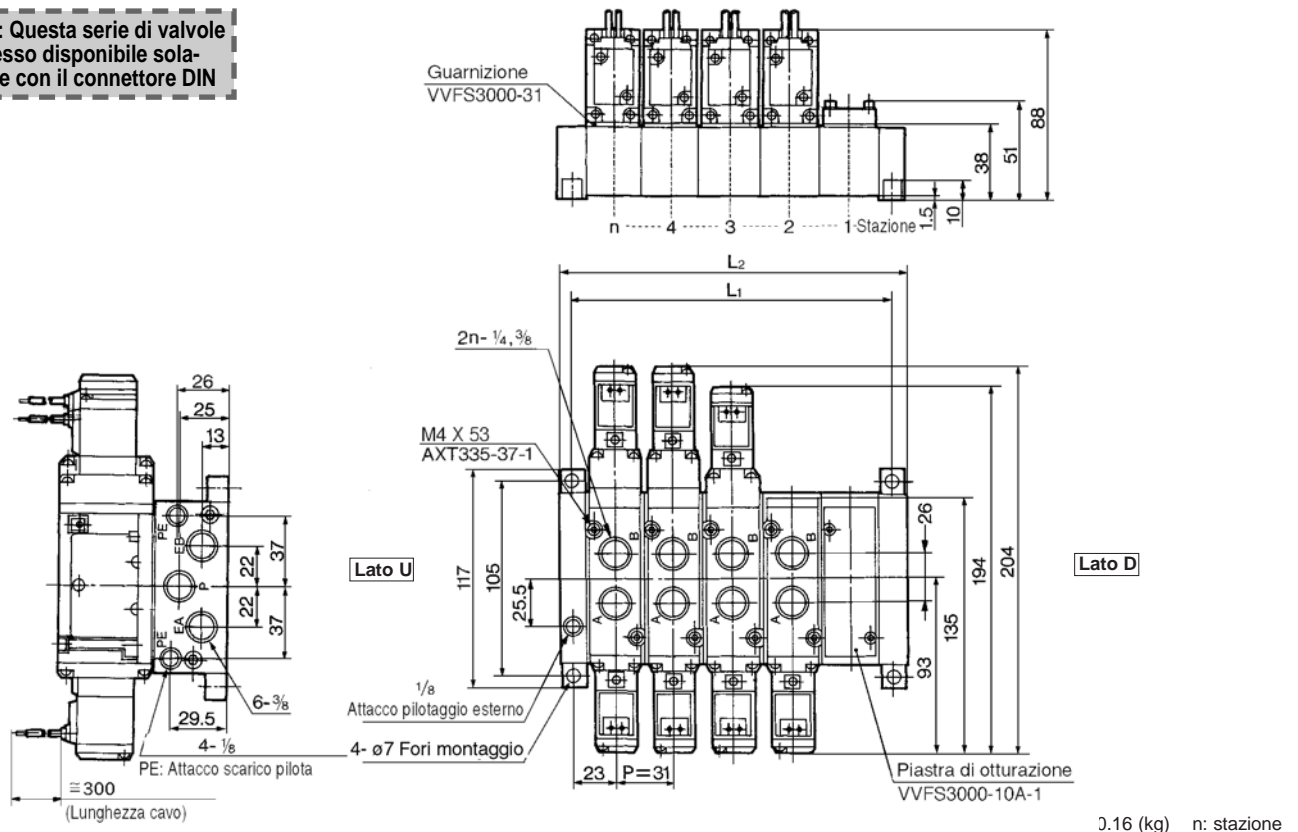 : Questa serie di valvole
esso disponibile sola-
e con il connettore DIN
Guarnizione
VVFS3000-31
38
51
88
1.5
10
n 4 3 2 1 Stazione
L2
L1
2n- 1/4, 3/8
M4 X 53
AXT335-37-1
26
25
13
PE
EB
P
EA
PE
22
22
37
37
6- 3/8
29.5
4- 1/8
PE: Attacco scarico pilota
≅300
(Lunghezza cavo)
Lato U
117
105
25.5
B B B B
A A A A
26
93
135
194
204
Lato D
1/8
Attacco pilotaggio esterno
4- ø7 Fori montaggio
23
P=31
Piastra di otturazione
VVFS3000-10A-1
0.16 (kg) n: stazione